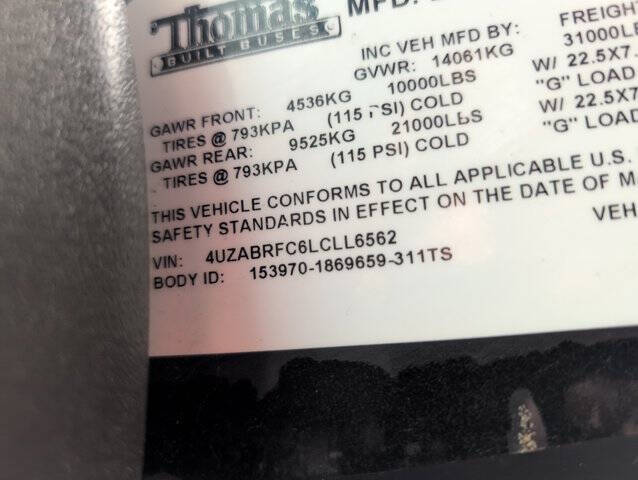 Thomas
BUILT BUSES
MFD.
INC VEH MFD BY: FREIGH
GVWR: 14061KG 31000L
GAWR FRONT: 4536KG 10000LBS W/ 22.5X7.
TIRES @ 793KPA (115 PSI) COLD "G" LOAD
GAWR REAR: 9525KG 21000LBS W/ 22.5X7
TIRES @ 793KPA (115 PSI) COLD "G" LOAD
THIS VEHICLE CONFORMS TO ALL APPLICABLE U.S.
SAFETY STANDARDS IN EFFECT ON THE DATE OF M
VIN: 4UZABRFC6LCLL6562 VEH
BODY ID: 153970-1869659-311TS